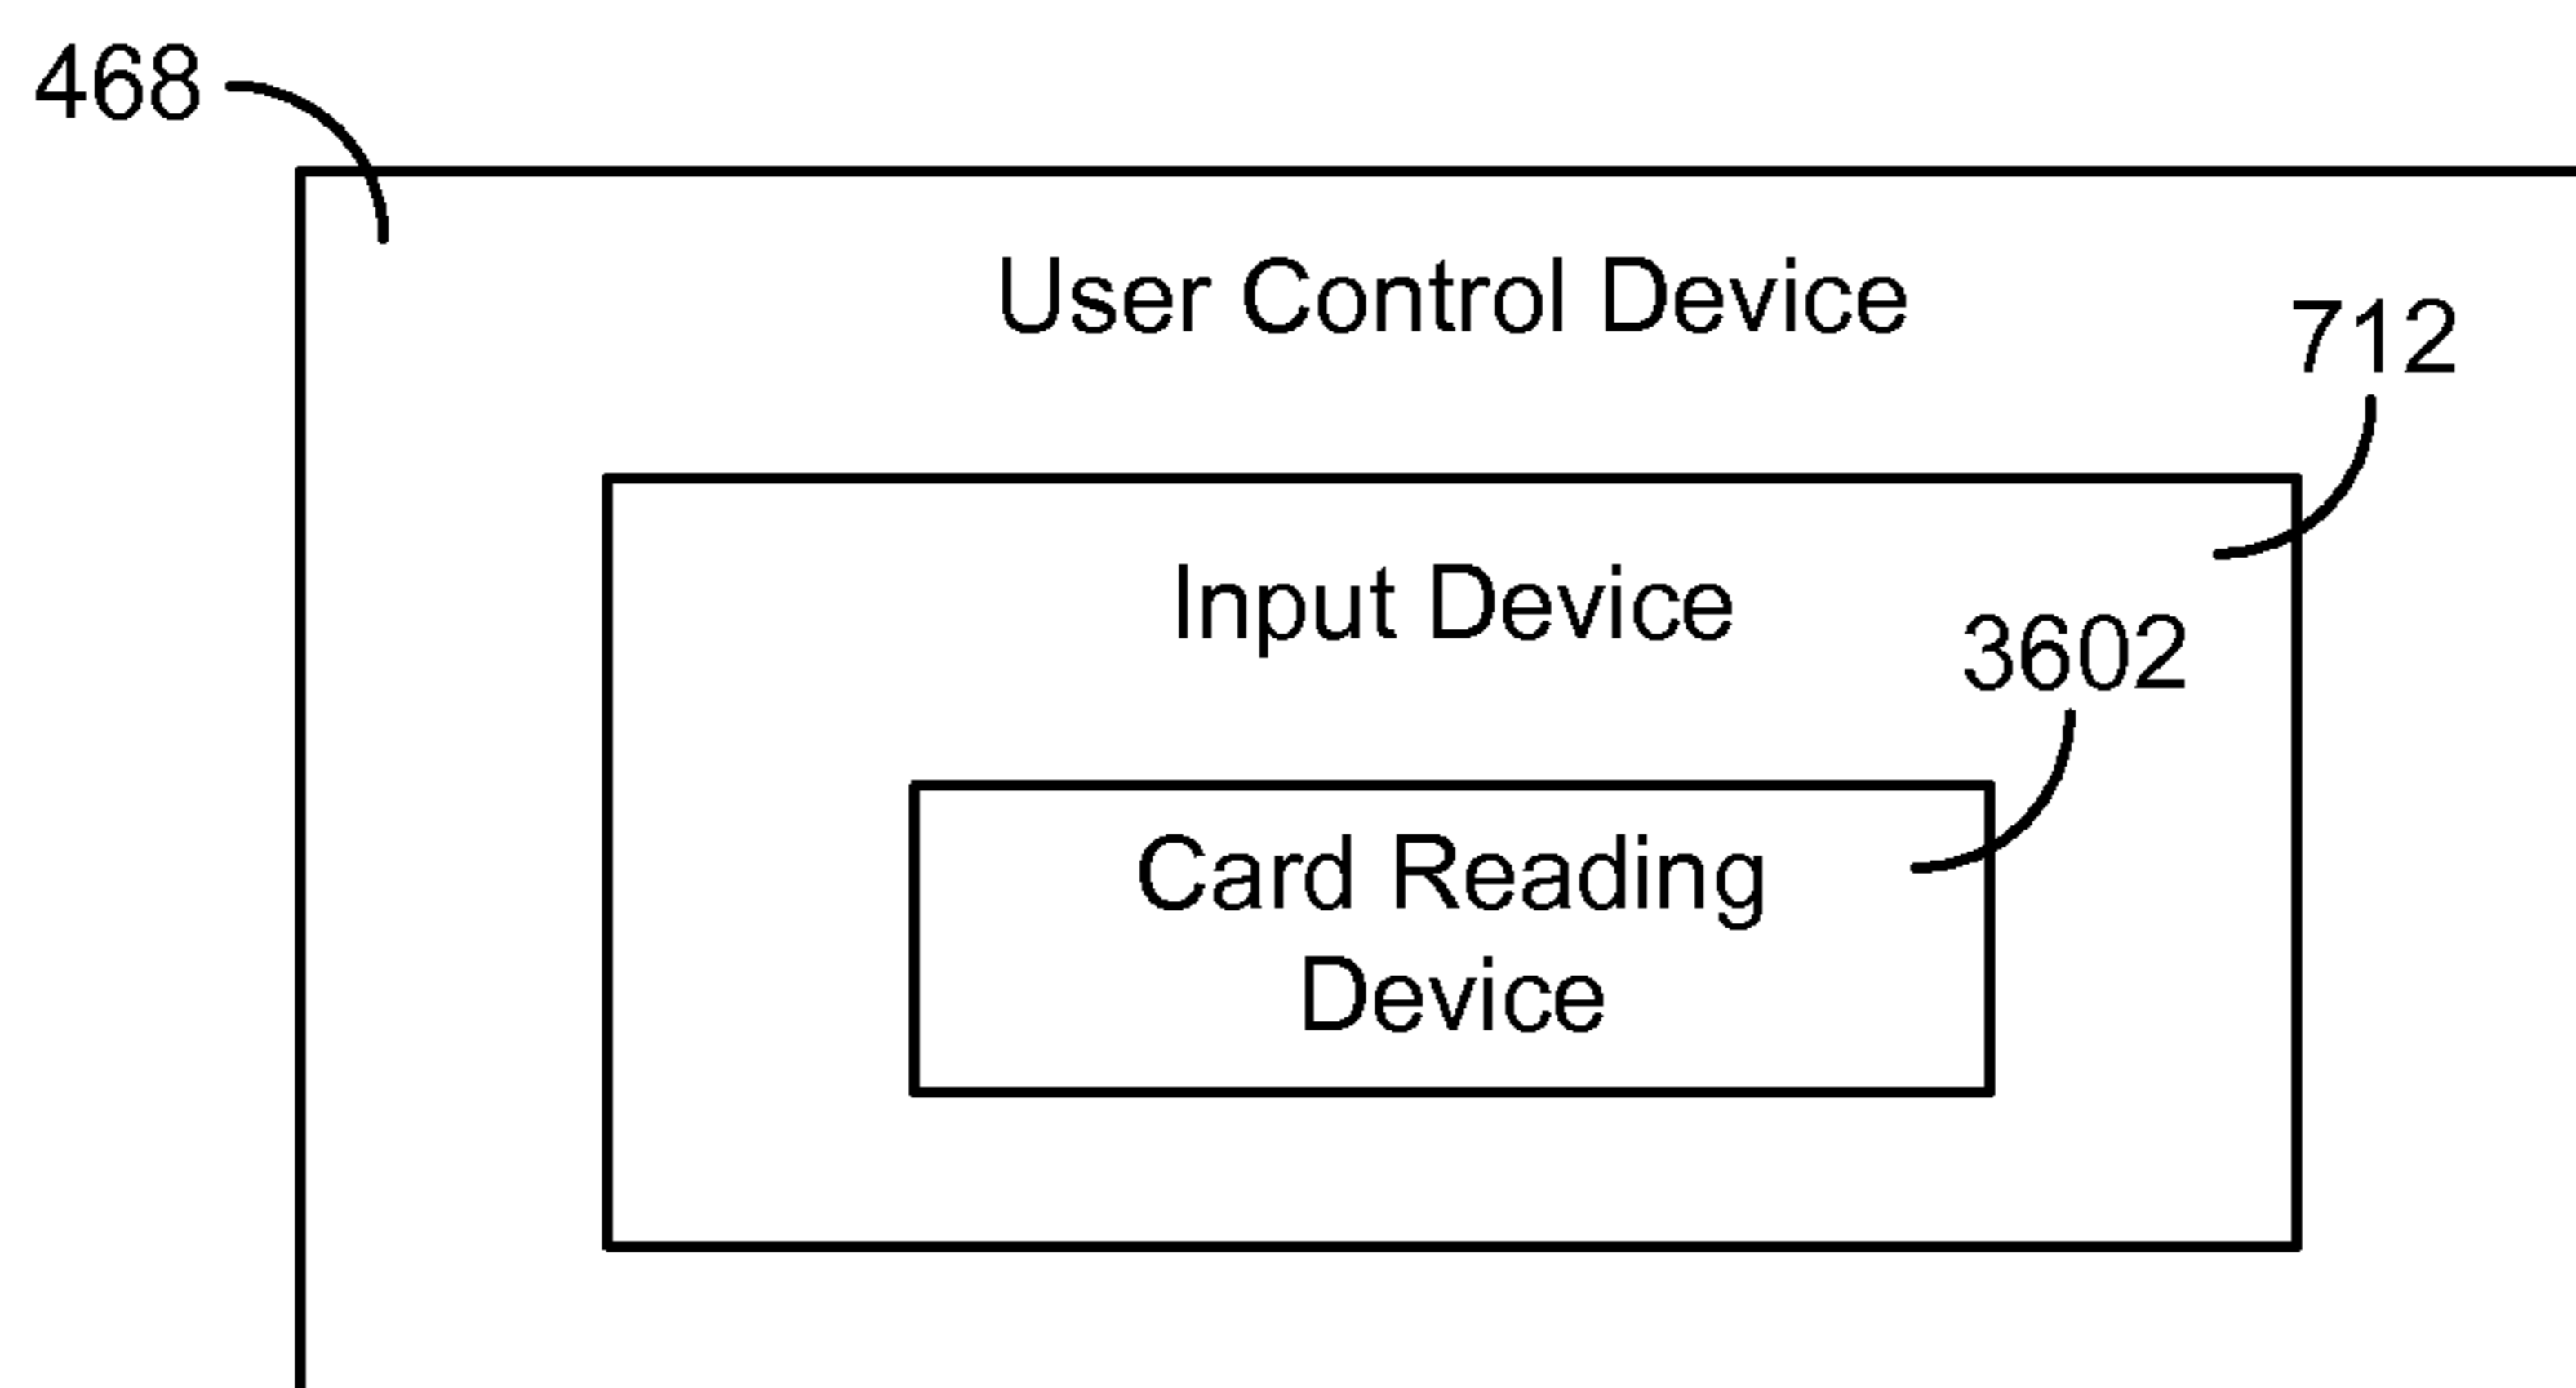 468
User Control Device
712
Input Device
3602
Card Reading
Device